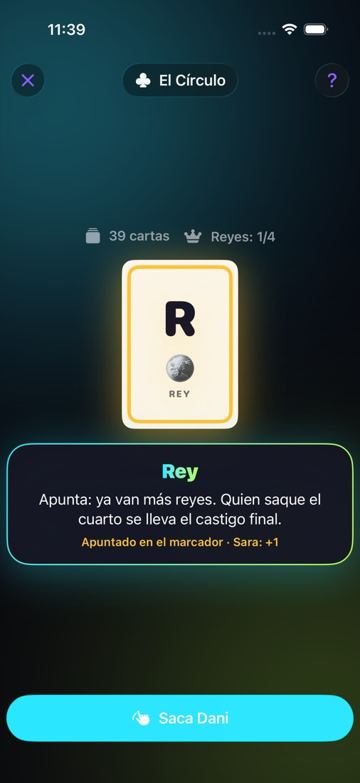 11:39
El Círculo
?
39 cartas
Reyes: 1/4
R
REY
Rey
Apunta: ya van más reyes. Quien saque el
cuarto se lleva el castigo final.
Apuntado en el marcador · Sara: +1
Saca Dani